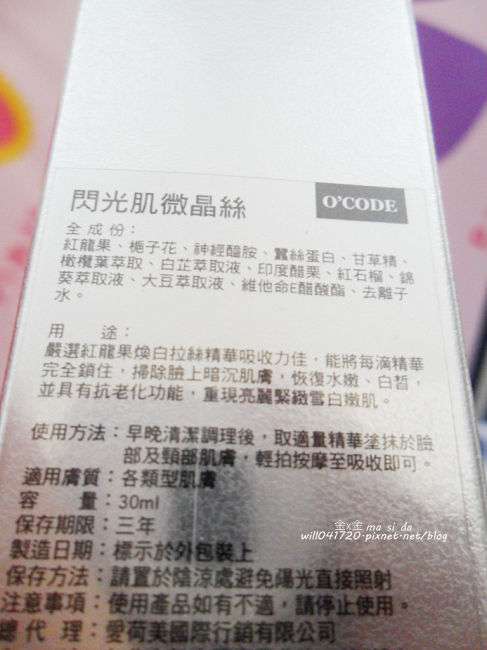 閃光肌微晶絲
O'CODE
全成份：
紅龍果、梔子花、神經醯胺、蠶絲蛋白、甘草精、
橄欖葉萃取、白芷萃取液、印度醋栗、紅石榴、錦
葵萃取液、大豆萃取液、維他命E醋酸酯、去離子
水。
用　　途：
嚴選紅龍果煥白拉絲精華吸收力佳，能將每滴精華
完全鎖住，掃除臉上暗沉肌膚，恢復水嫩、白皙，
並具有抗老化功能，重現亮麗緊緻雪白嫩肌。
使用方法：早晚清潔調理後，取適量精華塗抹於臉
部及頸部肌膚，輕拍按摩至吸收即可。
適用膚質：各類型肌膚
容　　量：30ml
保存期限：三年
製造日期：標示於外包裝上
保存方法：請置於陰涼處避免陽光直接照射
注意事項：使用產品如有不適，請停止使用。
總 代 理：愛荷美國際行銷有限公司
金x金 ma si da
will041720.pixnet.net/blog